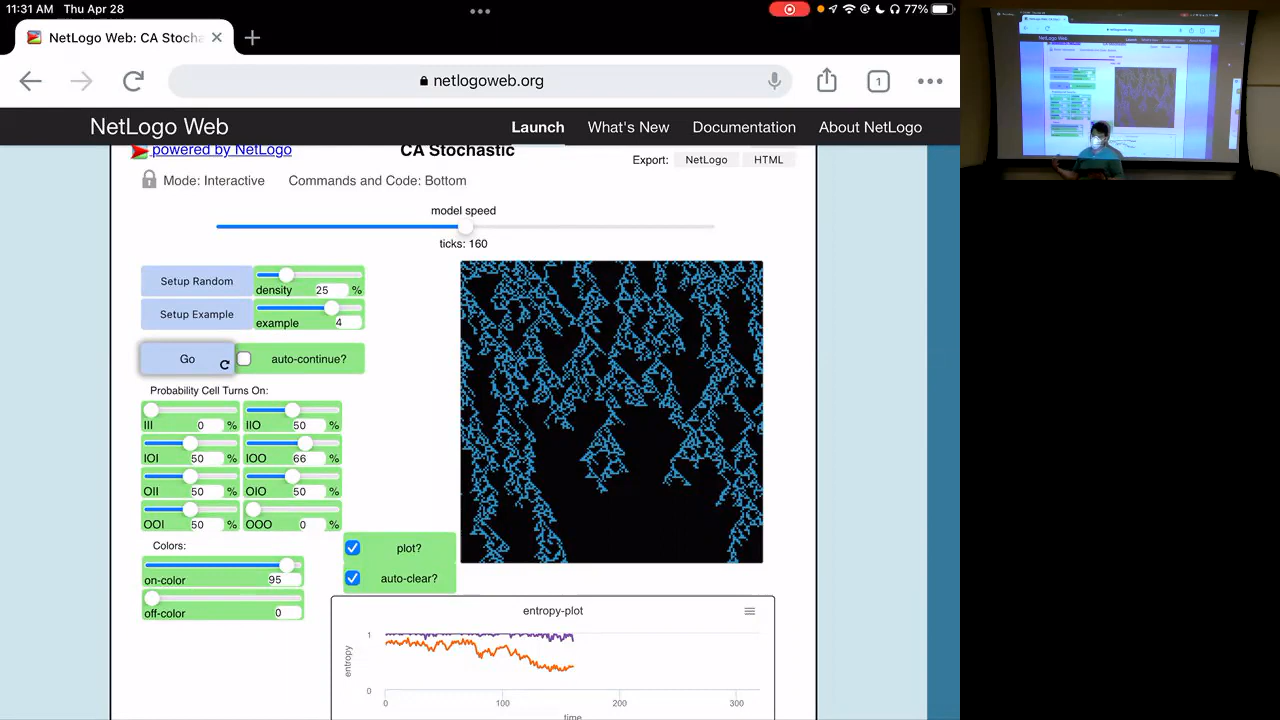 11:31 AM Thu Apr 28
77%
NetLogo Web: CA Stocha
netlogoweb.org
1
NetLogo Web
Launch
What's New
Documentation
About NetLogo
powered by NetLogo
CA Stochastic
Export:
NetLogo
HTML
Mode: Interactive
Commands and Code: Bottom
model speed
ticks: 160
Setup Random
density 25 %
Setup Example
example 4
Go
auto-continue?
Probability Cell Turns On:
III 0 %
IIO 50 %
IOI 50 %
IOO 66 %
OII 50 %
OIO 50 %
OOI 50 %
OOO 0 %
Colors:
on-color 95
off-color 0
plot?
auto-clear?
entropy-plot
entropy
1
0
0
100
200
300
time